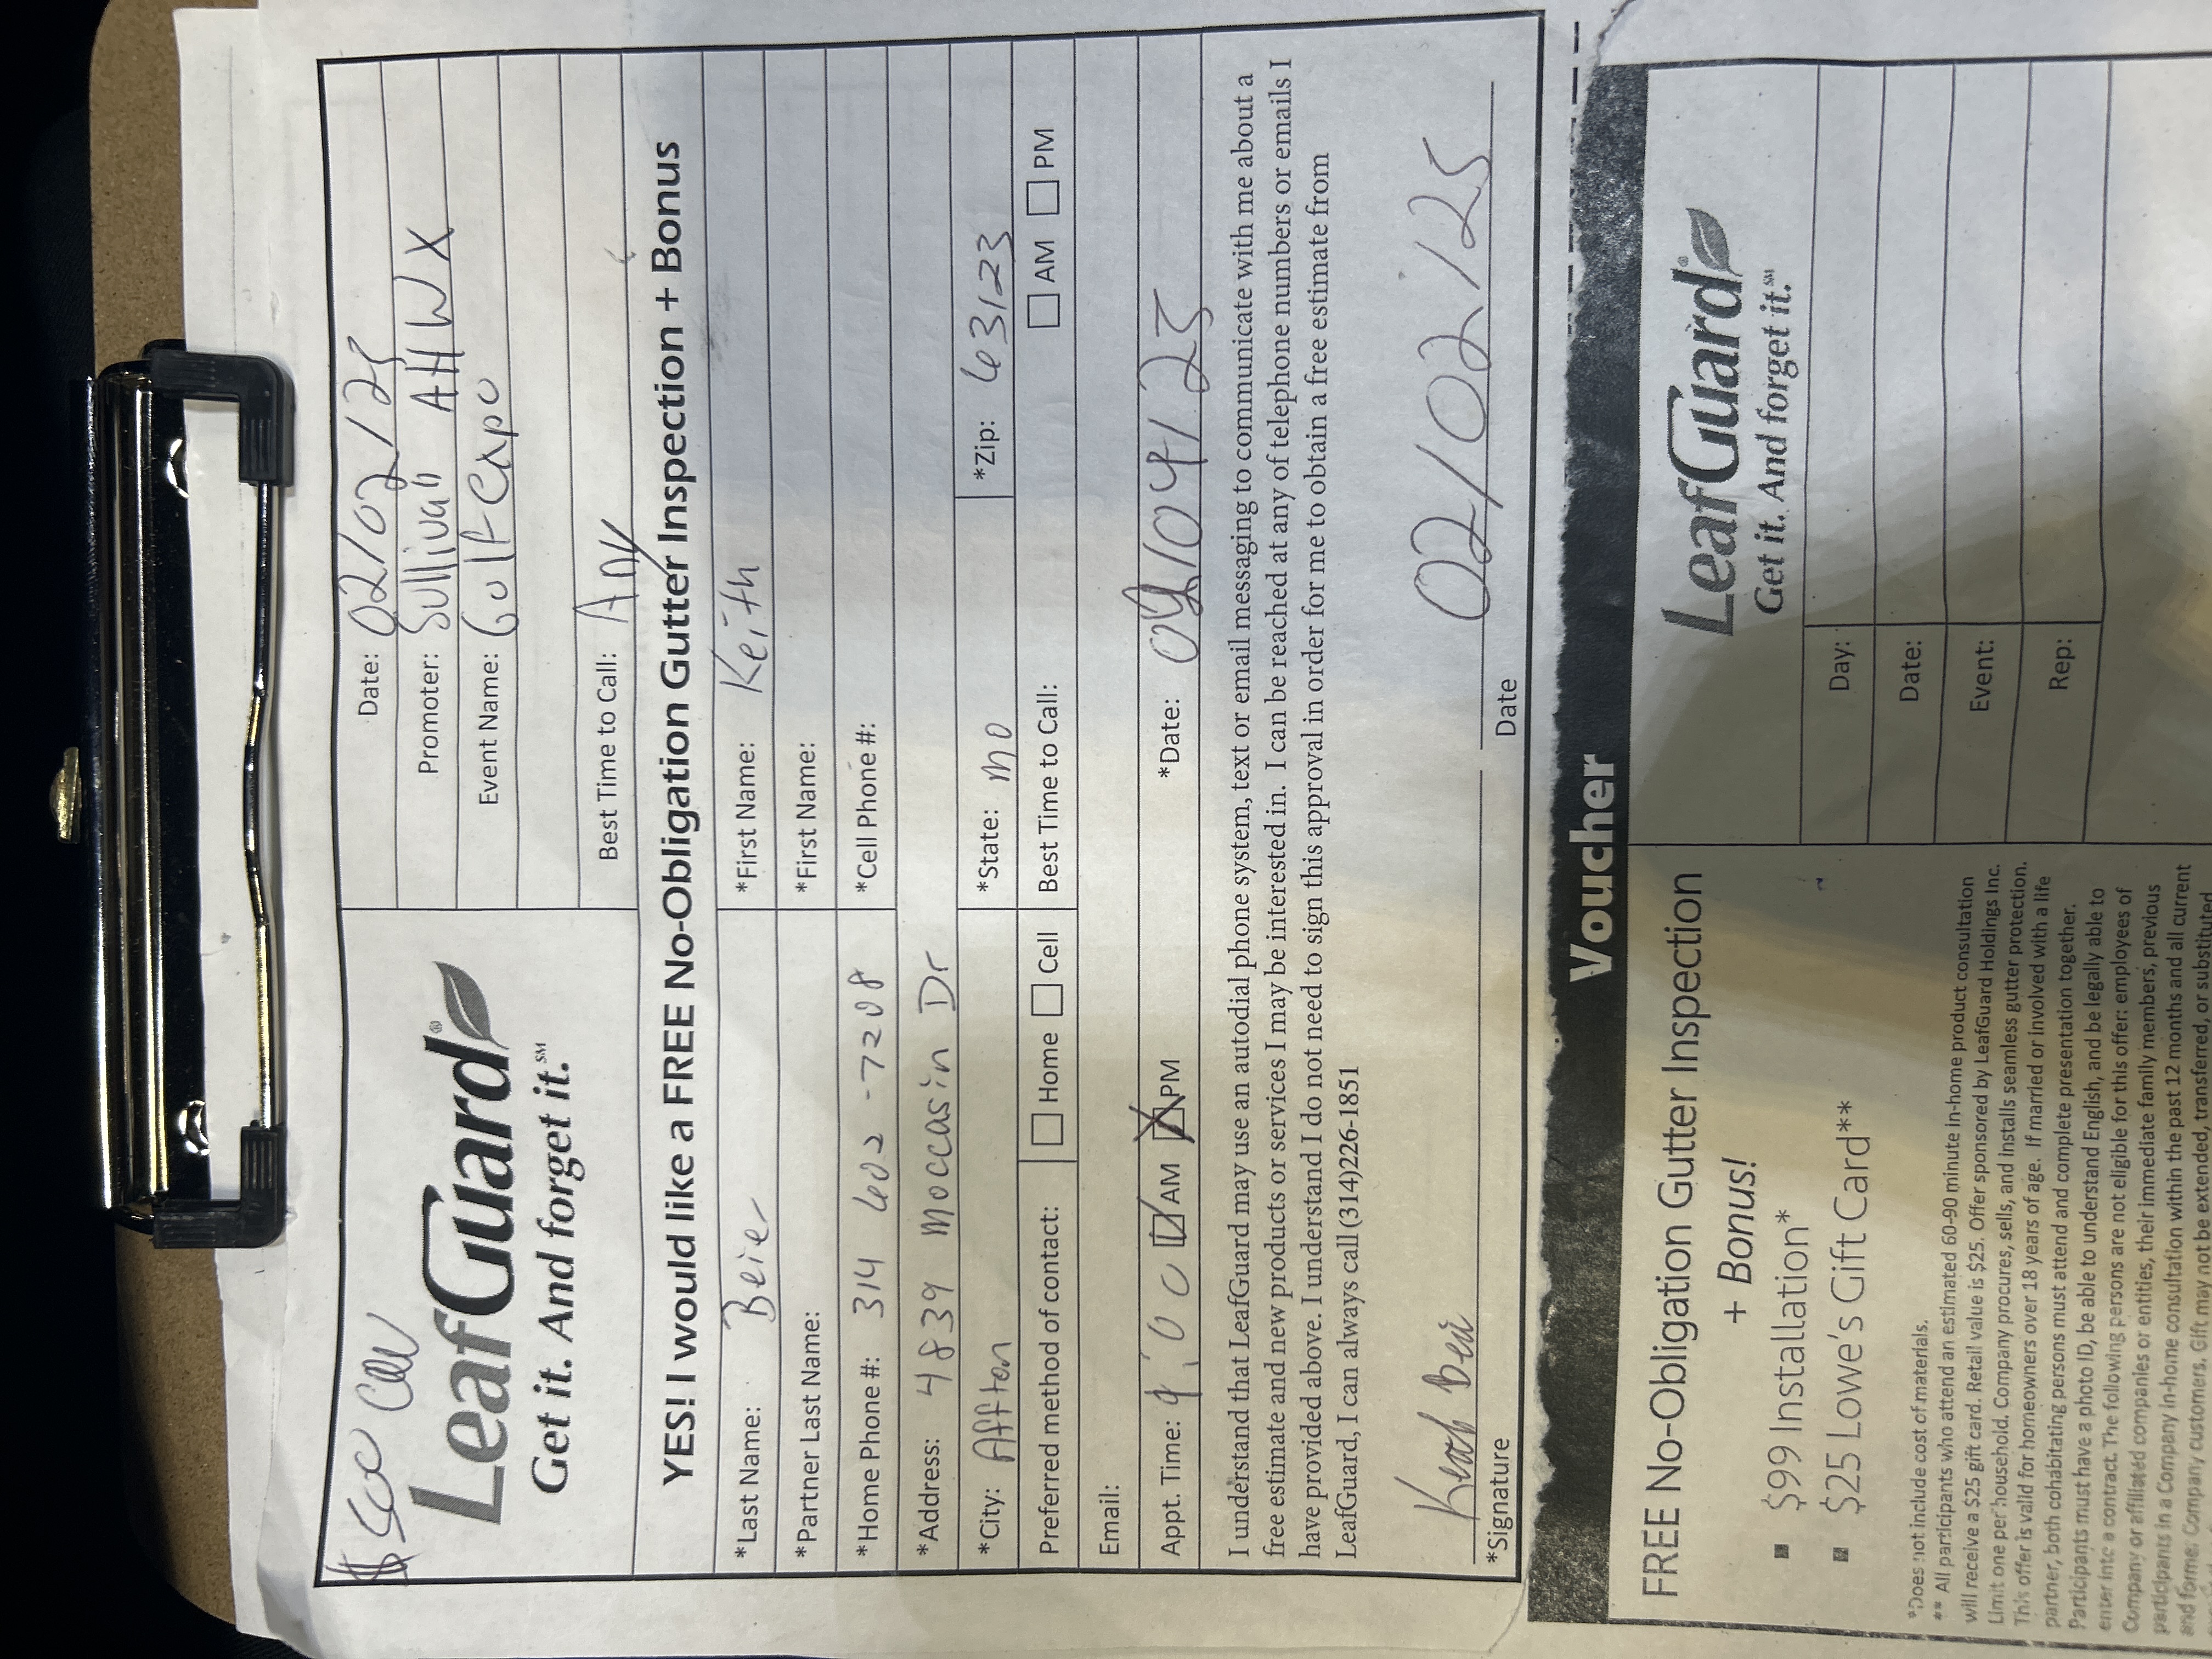 $500 COV
LeafGuard®
Get it. And forget it.℠
Date: 02/02/25
Promoter: Sullivan AHWX
Event Name: Golf expo
Best Time to Call: Any
YES! I would like a FREE No-Obligation Gutter Inspection + Bonus
*Last Name: Beier *First Name: Keith
*Partner Last Name: *First Name:
*Home Phone #: 314 602-7208 *Cell Phone #:
*Address: 4839 Moccasin Dr
*City: Affton *State: MO *Zip: 63123
Preferred method of contact: Home Cell Best Time to Call: AM PM
Email:
Appt. Time: 9:00 AM PM *Date: 02/04/25
I understand that LeafGuard may use an autodial phone system, text or email messaging to communicate with me about a
free estimate and new products or services I may be interested in. I can be reached at any of telephone numbers or emails I
have provided above. I understand I do not need to sign this approval in order for me to obtain a free estimate from
LeafGuard, I can always call (314)226-1851
Keith Beier 02/02/25
*Signature Date
Voucher
FREE No-Obligation Gutter Inspection
+ Bonus!
▪ $99 Installation*
▪ $25 Lowe's Gift Card**
*Does not include cost of materials.
** All participants who attend an estimated 60-90 minute in-home product consultation
will receive a $25 gift card. Retail value is $25. Offer sponsored by LeafGuard Holdings Inc.
Limit one per household. Company procures, sells, and installs seamless gutter protection.
This offer is valid for homeowners over 18 years of age. If married or involved with a life
partner, both cohabitating persons must attend and complete presentation together.
Participants must have a photo ID, be able to understand English, and be legally able to
enter into a contract. The following persons are not eligible for this offer: employees of
Company or affiliated companies or entities, their immediate family members, previous
participants in a Company in-home consultation within the past 12 months and all current
and former Company customers. Gift may not be extended, transferred, or substituted
LeafGuard®
Get it. And forget it.℠
Day:
Date:
Event:
Rep: